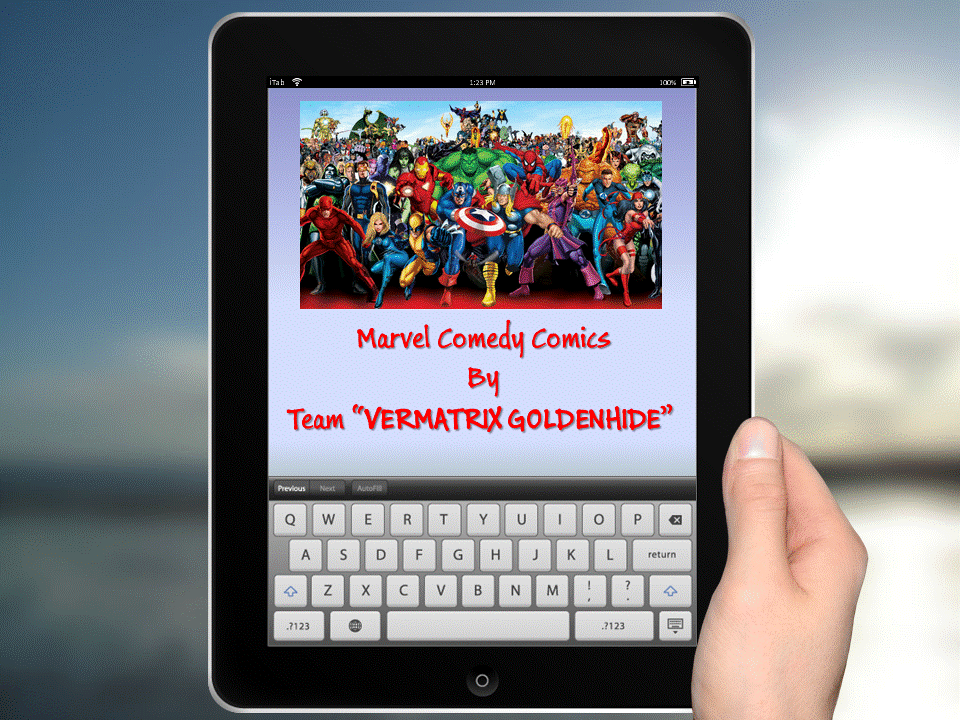 iTab 1:23 PM 100%
Marvel Comedy Comics
By
Team “VERMATRIX GOLDENHIDE”
Previous Next AutoFill
Q W E R T Y U I O P
A S D F G H J K L return
Z X C V B N M ! , ? .
.?123 .?123